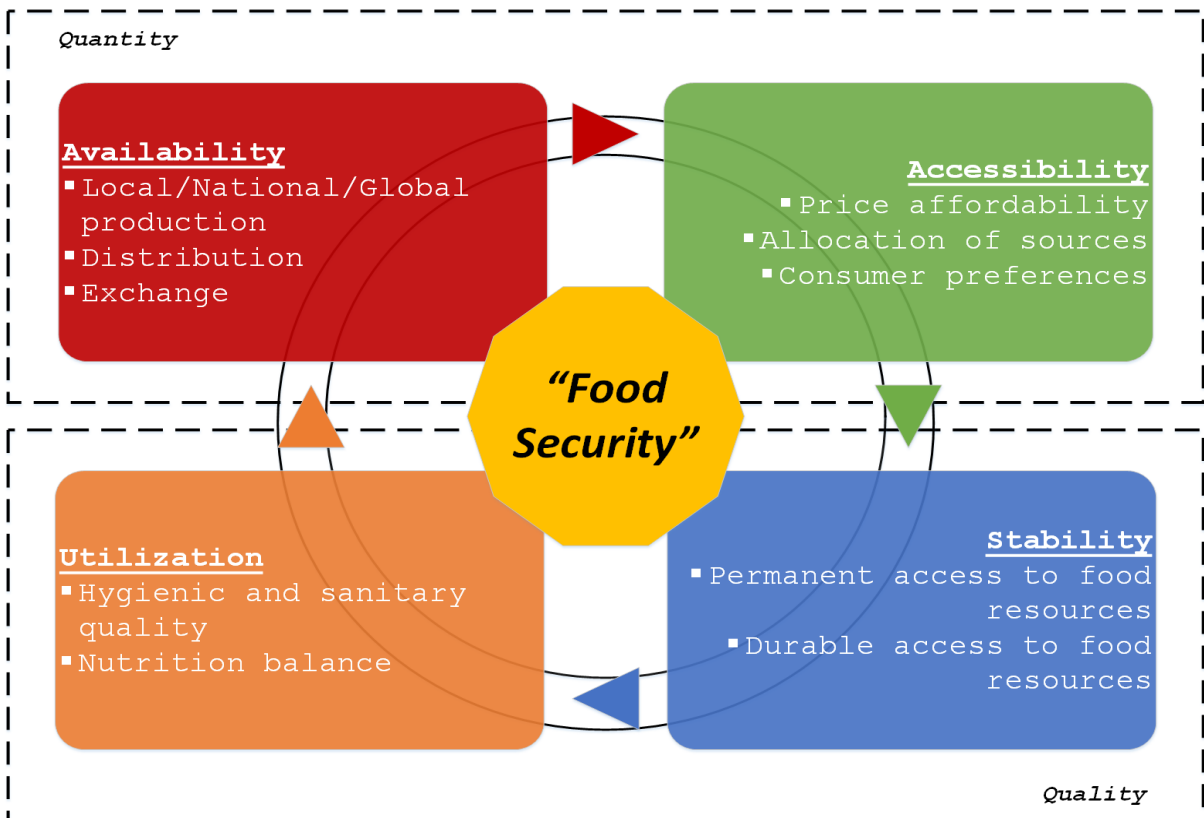 Quantity
Availability
▪Local/National/Global
production
▪Distribution
▪Exchange
Accessibility
▪Price affordability
▪Allocation of sources
▪Consumer preferences
“Food
Security”
Utilization
▪Hygienic and sanitary
quality
▪Nutrition balance
Stability
▪Permanent access to food
resources
▪Durable access to food
resources
Quality